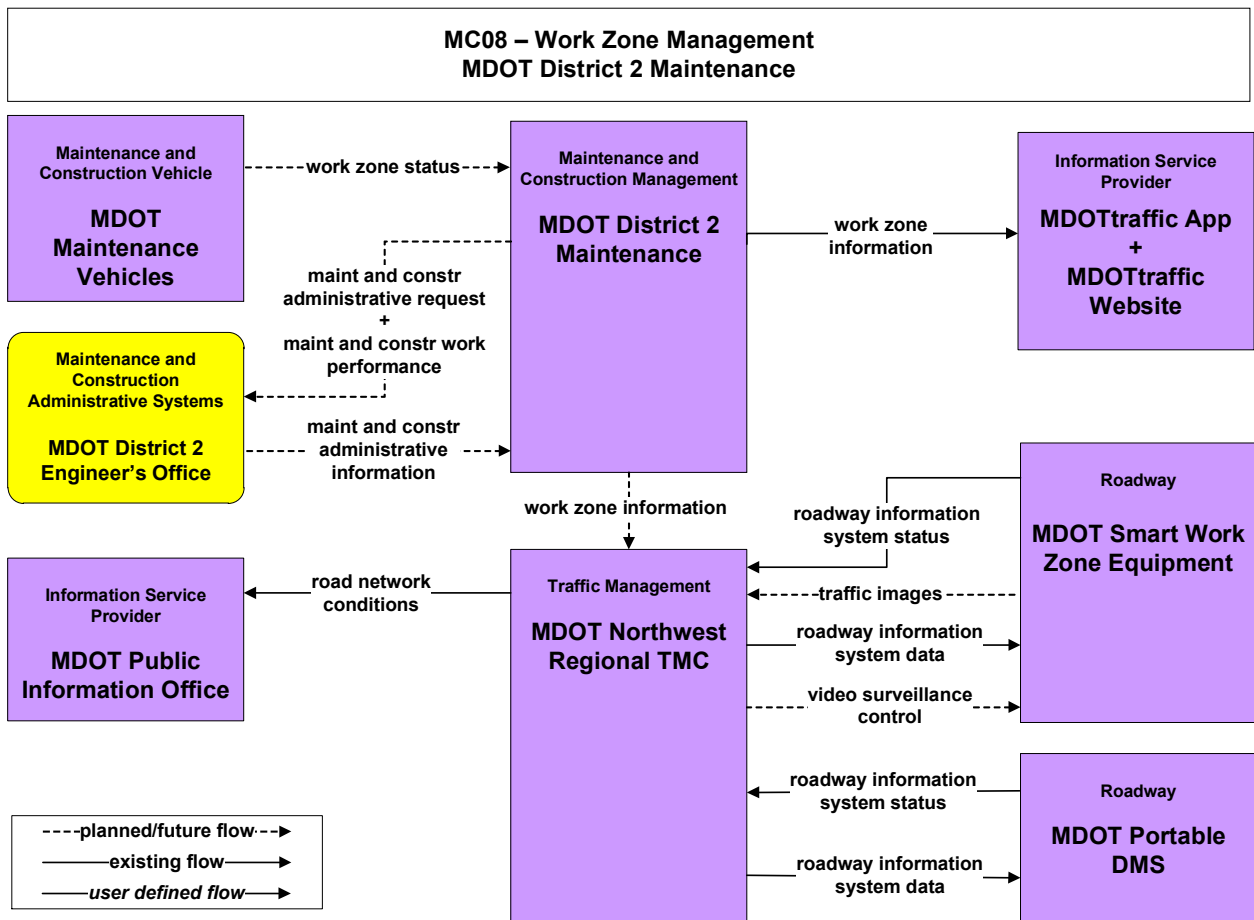 MC08 – Work Zone Management
MDOT District 2 Maintenance
Maintenance and
Construction Vehicle
MDOT
Maintenance
Vehicles
work zone status
Maintenance and
Construction Management
MDOT District 2
Maintenance
work zone
information
Information Service
Provider
MDOTtraffic App
+
MDOTtraffic
Website
maint and constr
administrative request
+
maint and constr work
performance
Maintenance and
Construction
Administrative Systems
MDOT District 2
Engineer’s Office
maint and constr
administrative
information
work zone information
Roadway
MDOT Smart Work
Zone Equipment
roadway information
system status
traffic images
roadway information
system data
video surveillance
control
Information Service
Provider
MDOT Public
Information Office
road network
conditions
Traffic Management
MDOT Northwest
Regional TMC
roadway information
system status
roadway information
system data
Roadway
MDOT Portable
DMS
planned/future flow
existing flow
user defined flow